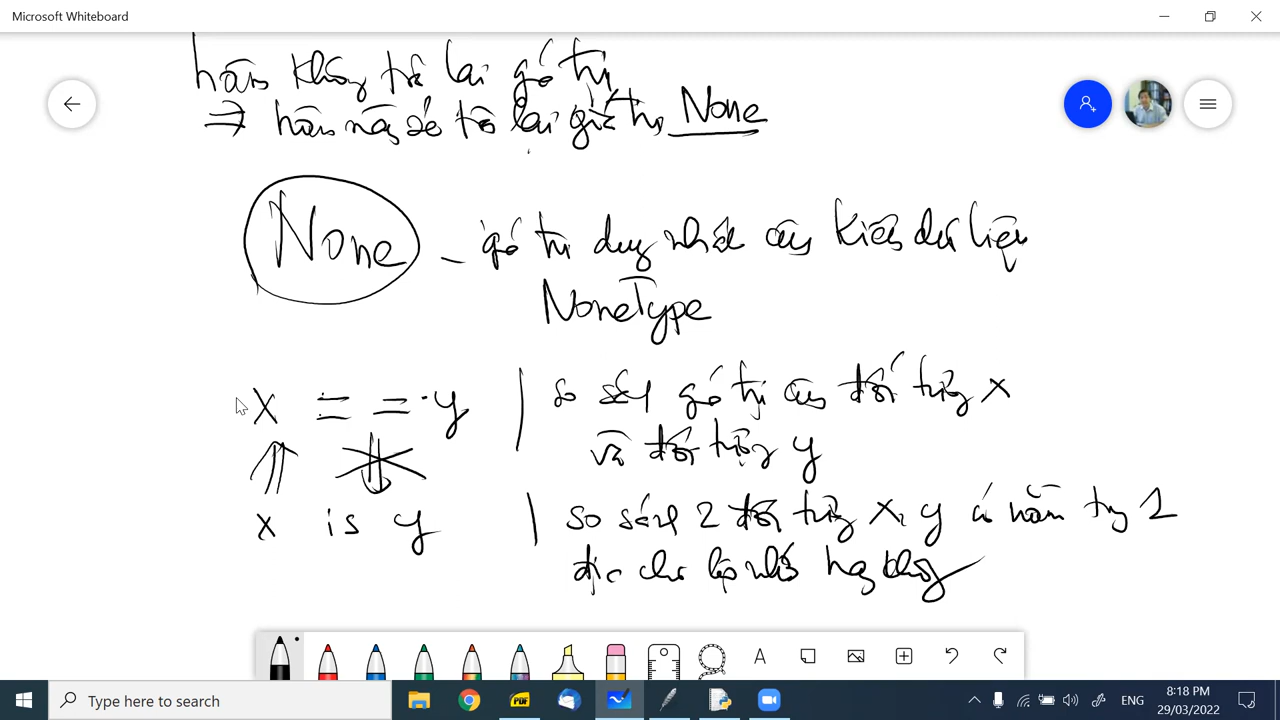 Microsoft Whiteboard
hàm không trả lại giá trị
⇒ hàm này sẽ trả lại giá trị None
None – giá trị duy nhất của kiểu dữ liệu
NoneType
x == y | so sánh giá trị của đối tượng x
và đối tượng y
x is y | so sánh 2 đối tượng x, y có nằm trong 1
địa chỉ bộ nhớ hay không
Type here to search
PDF
ENG
8:18 PM
29/03/2022